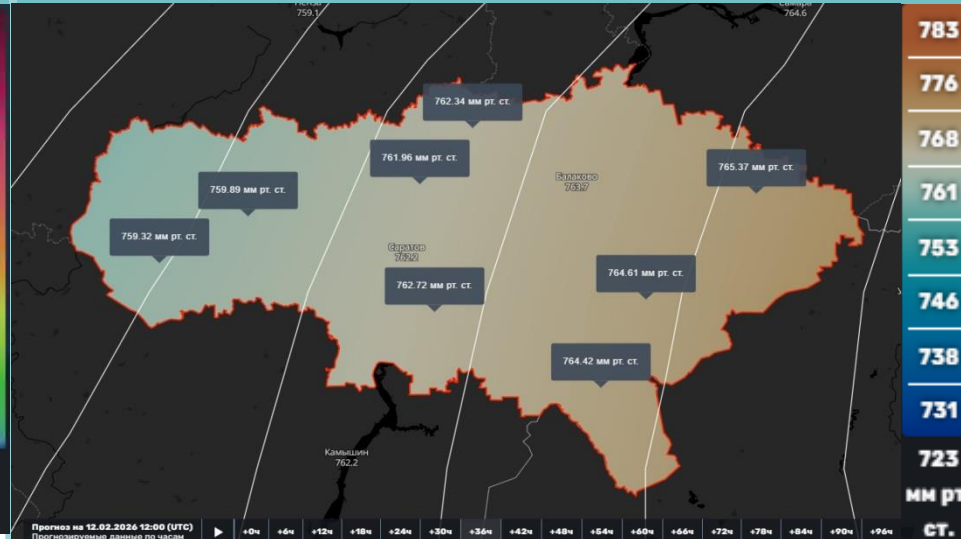 Пенза
759.1
Самара
764.6
783
776
762.34 мм рт. ст.
768
761.96 мм рт. ст.
765.37 мм рт. ст.
Балаково
763.7
759.89 мм рт. ст.
761
759.32 мм рт. ст.
753
Саратов
762.2
762.72 мм рт. ст.
764.61 мм рт. ст.
746
738
764.42 мм рт. ст.
731
Камышин
762.2
723
мм рт
ст.
Прогноз на 12.02.2026 12:00 (UTC)
Прогнозируемые данные по часам
+0ч +6ч +12ч +18ч +24ч +30ч +36ч +42ч +48ч +54ч +60ч +66ч +72ч +78ч +84ч +90ч +96ч